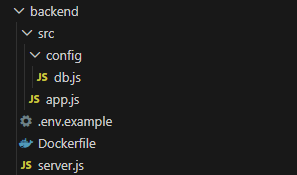 backend
src
config
JS db.js
JS app.js
.env.example
Dockerfile
JS server.js